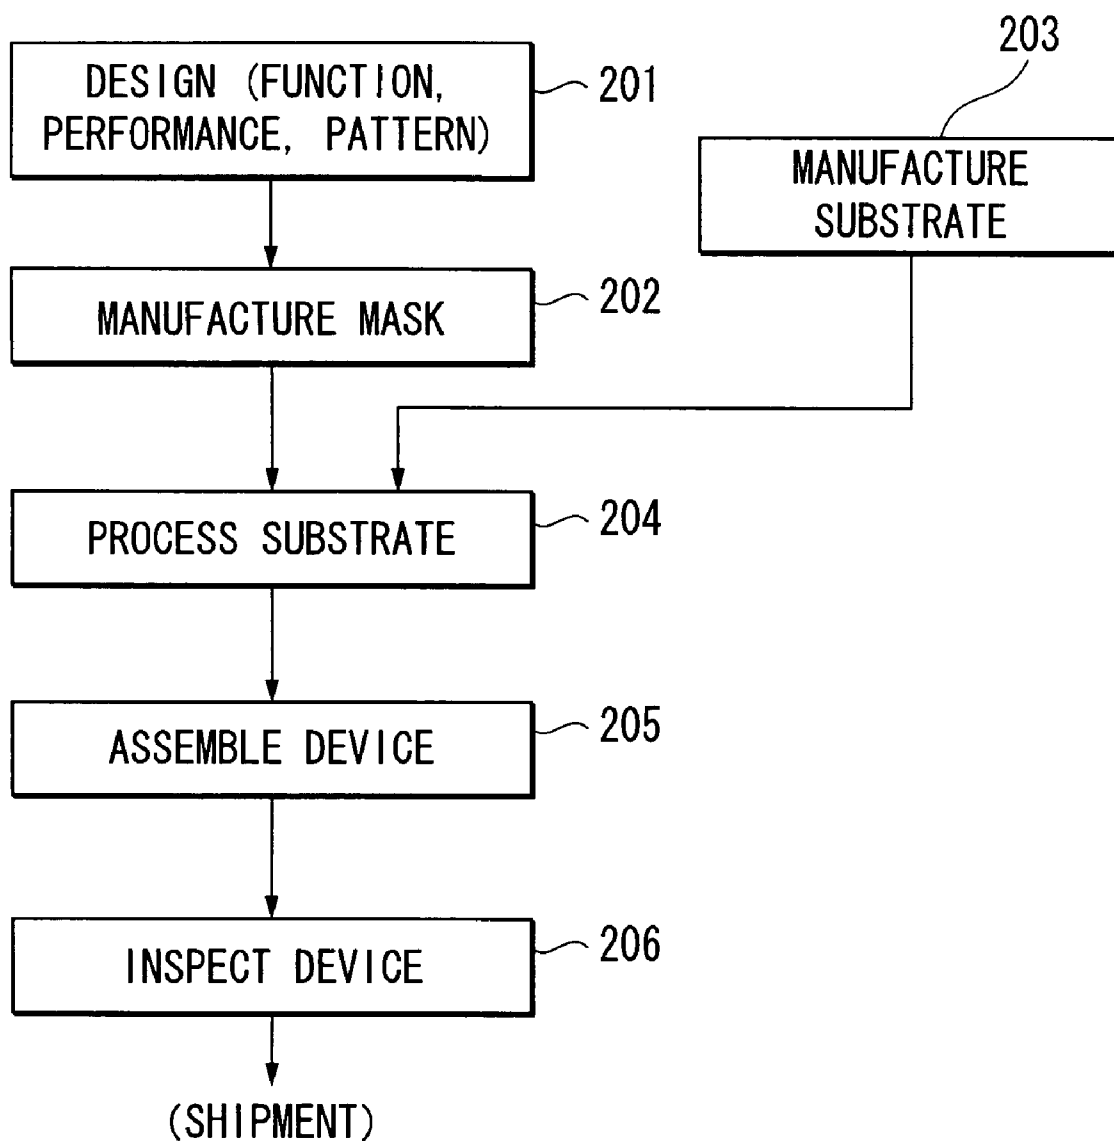 DESIGN (FUNCTION,
PERFORMANCE, PATTERN)
201
203
MANUFACTURE
SUBSTRATE
MANUFACTURE MASK
202
PROCESS SUBSTRATE
204
ASSEMBLE DEVICE
205
INSPECT DEVICE
206
(SHIPMENT)